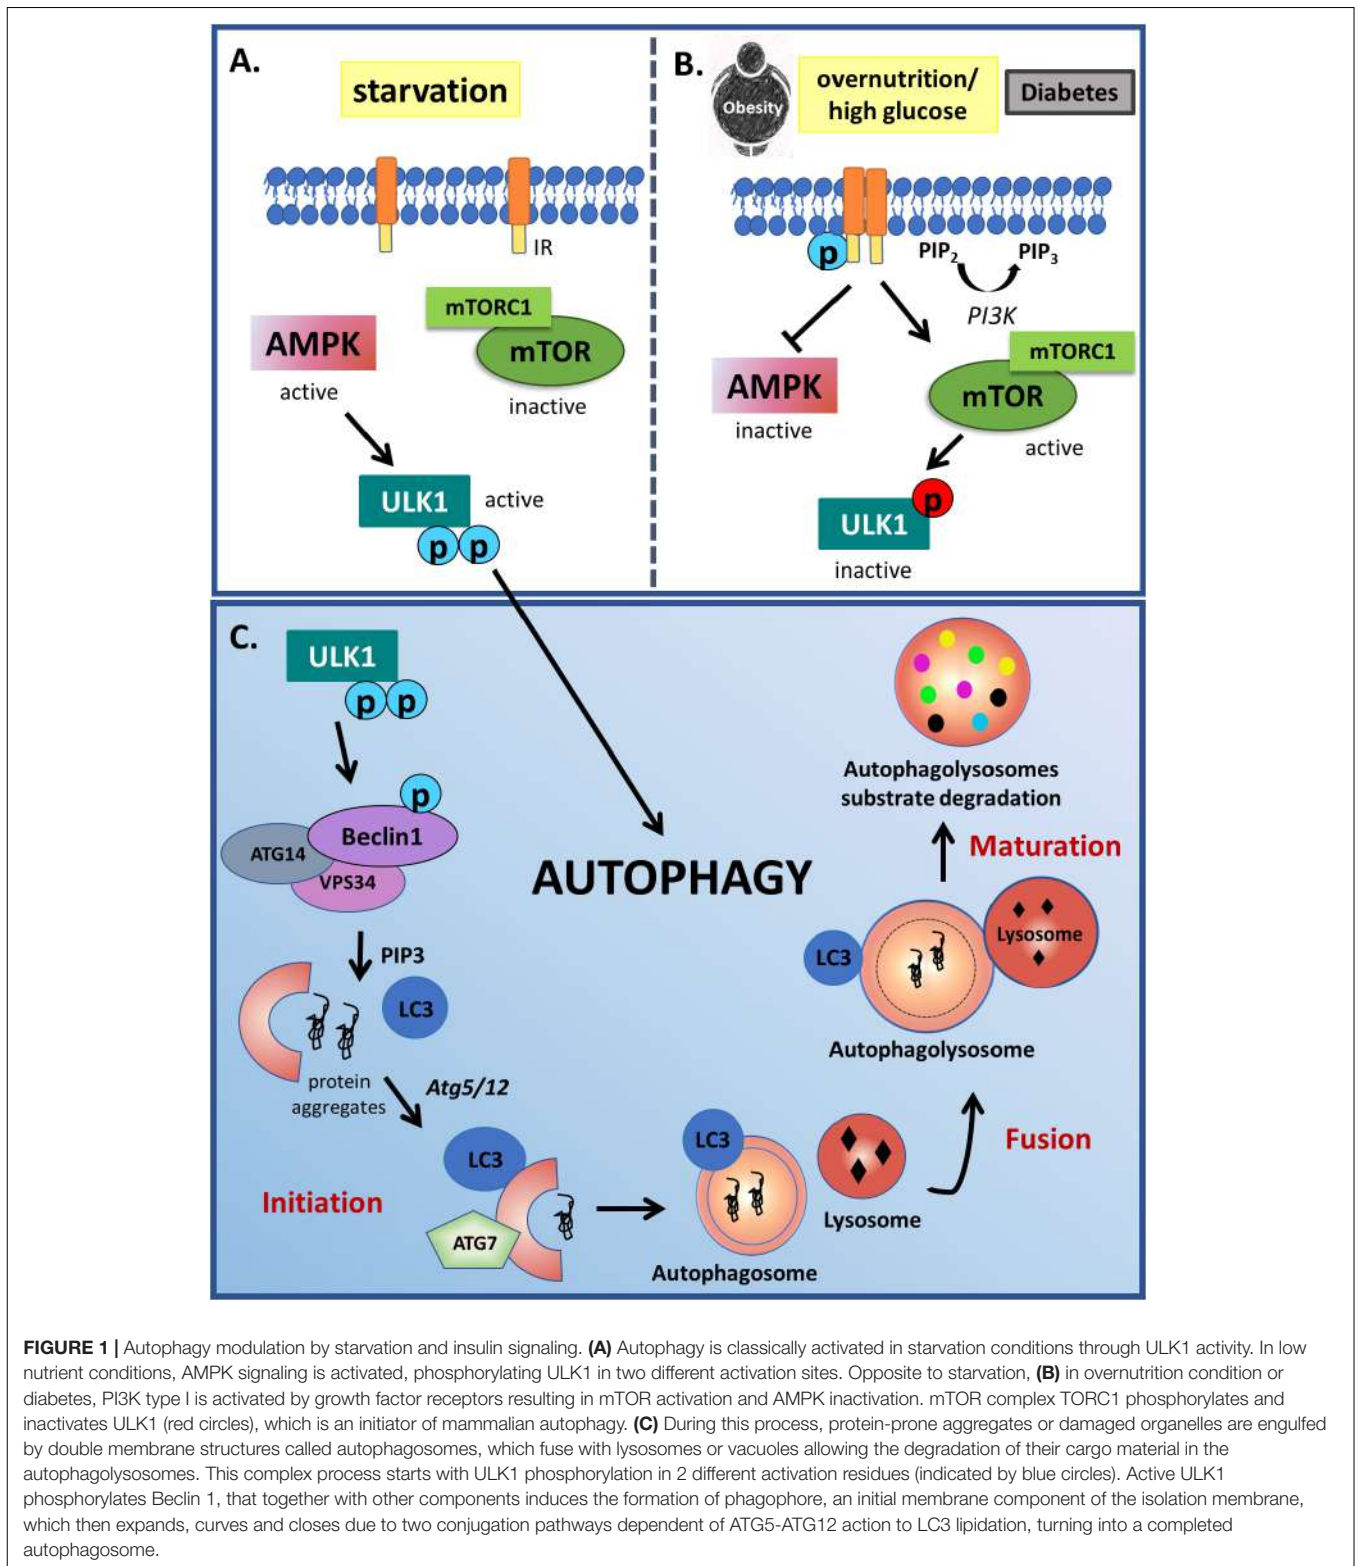 A.
starvation
IR
mTORC1
AMPK
mTOR
active
inactive
ULK1
active
p p
B.
Obesity
overnutrition/
high glucose
Diabetes
p
PIP2
PIP3
PI3K
mTORC1
AMPK
mTOR
inactive
active
p
ULK1
inactive
C.
ULK1
p p
p
Beclin1
ATG14
VPS34
PIP3
LC3
protein
aggregates
Atg5/12
LC3
Initiation
ATG7
AUTOPHAGY
LC3
Autophagosome
Lysosome
Fusion
LC3
Lysosome
Autophagolysosome
Maturation
Autophagolysosomes
substrate degradation
FIGURE 1 | Autophagy modulation by starvation and insulin signaling. (A) Autophagy is classically activated in starvation conditions through ULK1 activity. In low
nutrient conditions, AMPK signaling is activated, phosphorylating ULK1 in two different activation sites. Opposite to starvation, (B) in overnutrition condition or
diabetes, PI3K type I is activated by growth factor receptors resulting in mTOR activation and AMPK inactivation. mTOR complex TORC1 phosphorylates and
inactivates ULK1 (red circles), which is an initiator of mammalian autophagy. (C) During this process, protein-prone aggregates or damaged organelles are engulfed
by double membrane structures called autophagosomes, which fuse with lysosomes or vacuoles allowing the degradation of their cargo material in the
autophagolysosomes. This complex process starts with ULK1 phosphorylation in 2 different activation residues (indicated by blue circles). Active ULK1
phosphorylates Beclin 1, that together with other components induces the formation of phagophore, an initial membrane component of the isolation membrane,
which then expands, curves and closes due to two conjugation pathways dependent of ATG5-ATG12 action to LC3 lipidation, turning into a completed
autophagosome.